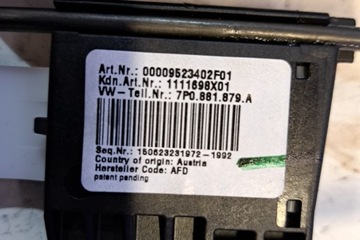 Art.Nr.: 00009523402F01
Kdn.Art.Nr.: 1111698X01
VW-Teil.Nr.: 7P0.881.879.A
Seq.Nr.: 150623231972-1992
Country of origin: Austria
Hersteller Code: AFD
patent pending